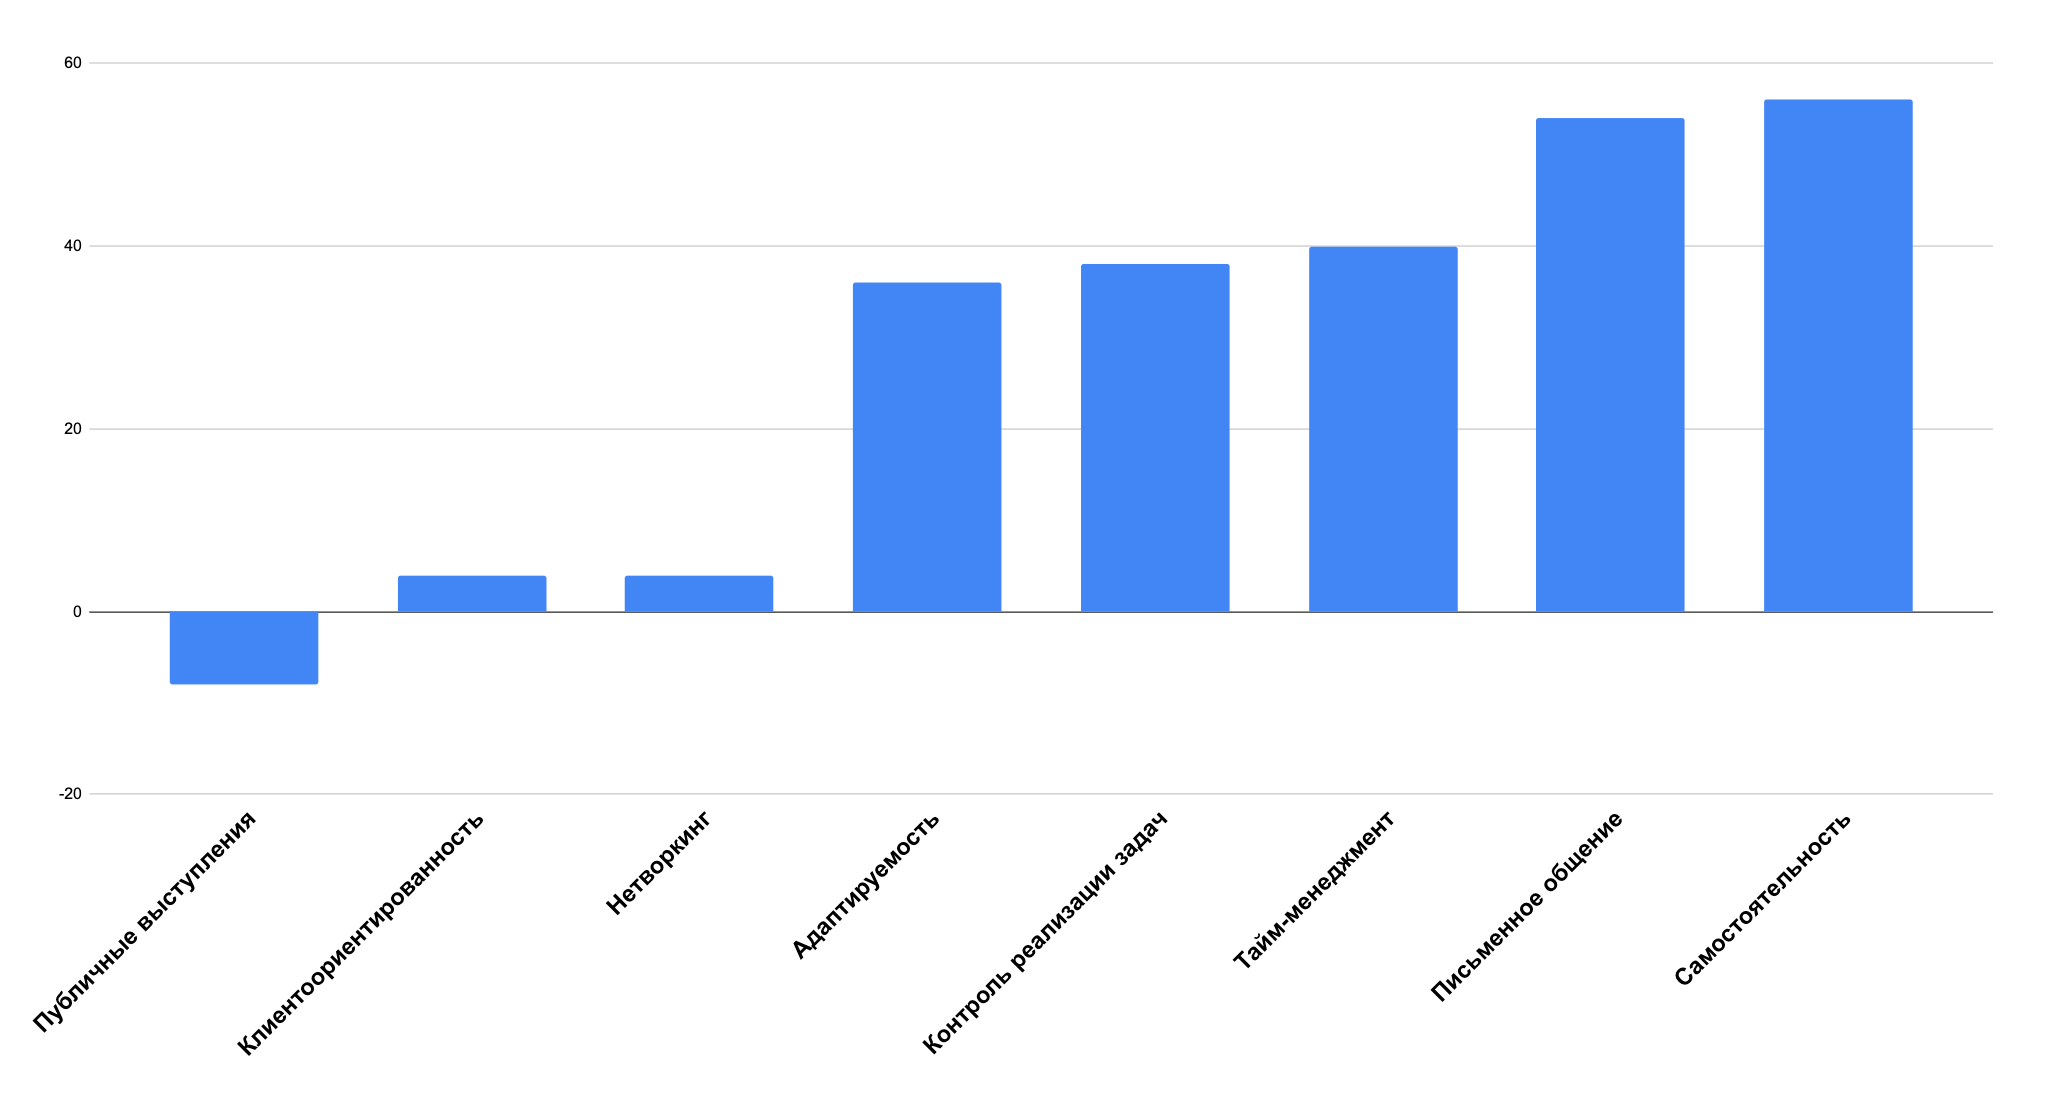 60
40
20
0
-20
Публичные выступления
Клиентоориентированность
Нетворкинг
Адаптируемость
Контроль реализации задач
Тайм-менеджмент
Письменное общение
Самостоятельность